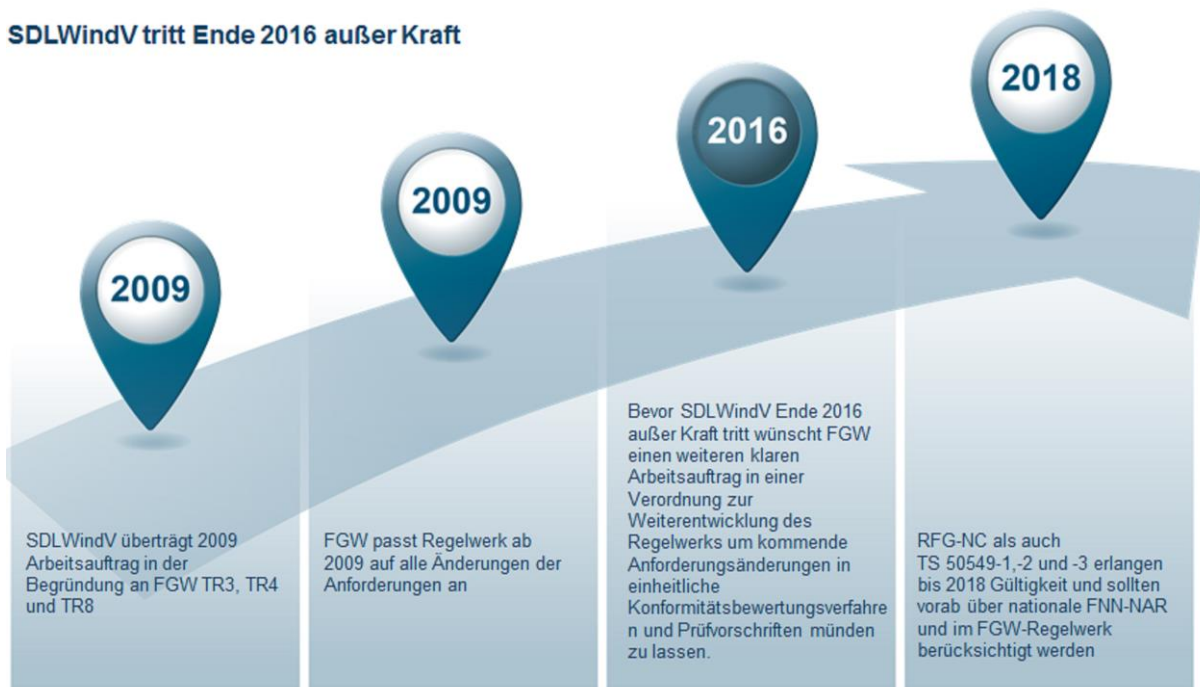 SDLWindV tritt Ende 2016 außer Kraft
2009
2009
2016
2018
SDLWindV überträgt 2009
Arbeitsauftrag in der
Begründung an FGW TR3, TR4
und TR8
FGW passt Regelwerk ab
2009 auf alle Änderungen der
Anforderungen an
Bevor SDLWindV Ende 2016
außer Kraft tritt wünscht FGW
einen weiteren klaren
Arbeitsauftrag in einer
Verordnung zur
Weiterentwicklung des
Regelwerks um kommende
Anforderungsänderungen in
einheitliche
Konformitätsbewertungsverfahre
n und Prüfvorschriften münden
zu lassen.
RFG-NC als auch
TS 50549-1,-2 und -3 erlangen
bis 2018 Gültigkeit und sollten
vorab über nationale FNN-NAR
und im FGW-Regelwerk
berücksichtigt werden